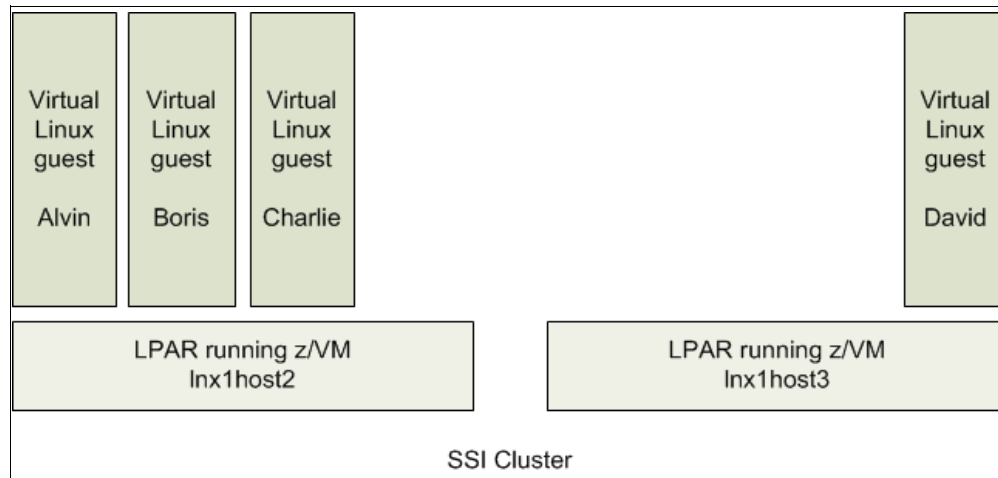 Virtual
Linux
guest
Alvin
Virtual
Linux
guest
Boris
Virtual
Linux
guest
Charlie
Virtual
Linux
guest
David
LPAR running z/VM
lnx1host2
LPAR running z/VM
lnx1host3
SSI Cluster